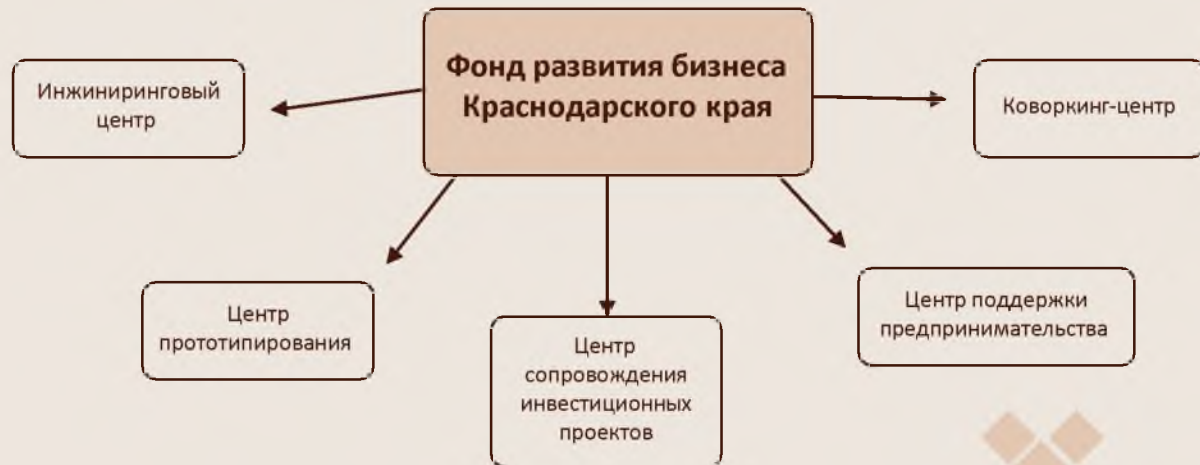 Фонд развития бизнеса
Краснодарского края
Инжиниринговый
центр
Коворкинг-центр
Центр
прототипирования
Центр
сопровождения
инвестиционных
проектов
Центр поддержки
предпринимательства